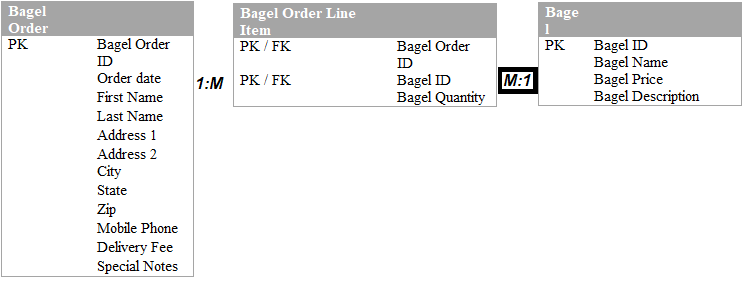 Bagel
Order
PK Bagel Order
ID
Order date
First Name
Last Name
Address 1
Address 2
City
State
Zip
Mobile Phone
Delivery Fee
Special Notes
1:M
Bagel Order Line
Item
PK / FK Bagel Order
ID
PK / FK Bagel ID
Bagel Quantity
M:1
Bage
l
PK Bagel ID
Bagel Name
Bagel Price
Bagel Description